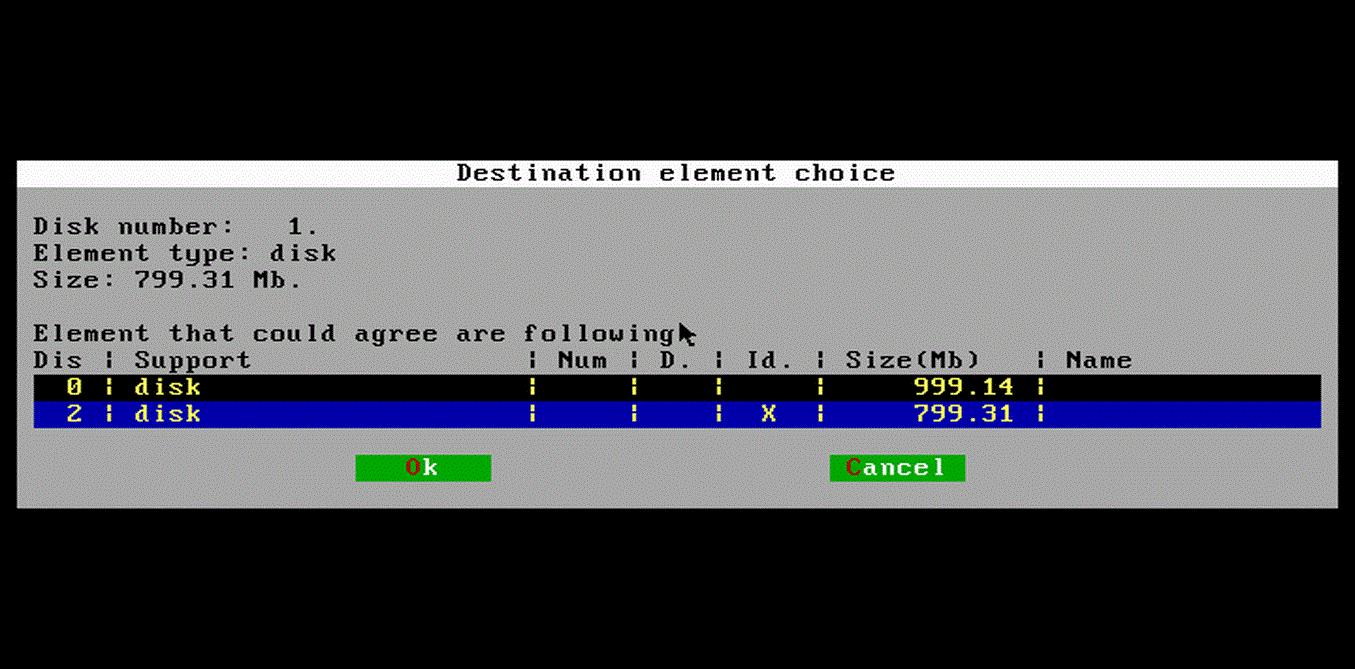 Destination element choice
Disk number: 1.
Element type: disk
Size: 799.31 Mb.
Element that could agree are following
Dis ¦ Support ¦ Num ¦ D. ¦ Id. ¦ Size(Mb) ¦ Name
0 ¦ disk ¦ ¦ ¦ ¦ 999.14 ¦
2 ¦ disk ¦ ¦ ¦ X ¦ 799.31 ¦
Ok Cancel